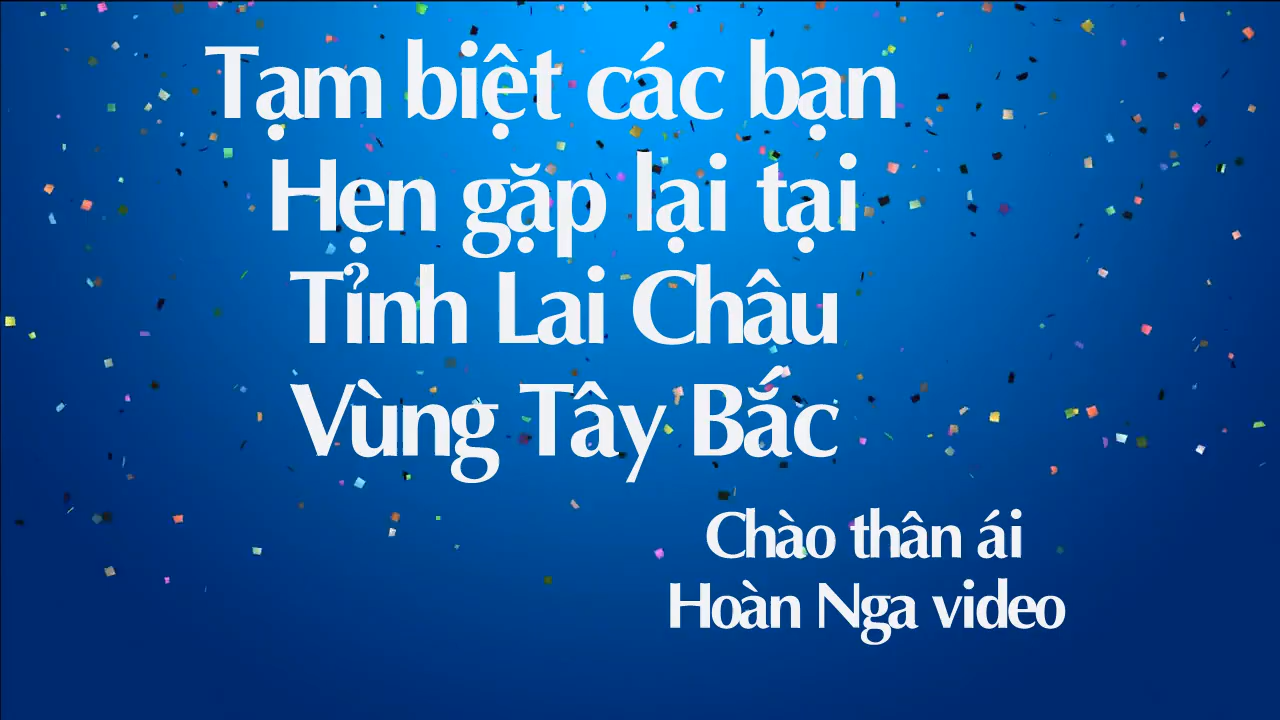 Tạm biệt các bạn
Hẹn gặp lại tại
Tỉnh Lai Châu
Vùng Tây Bắc
Chào thân ái
Hoàn Nga video